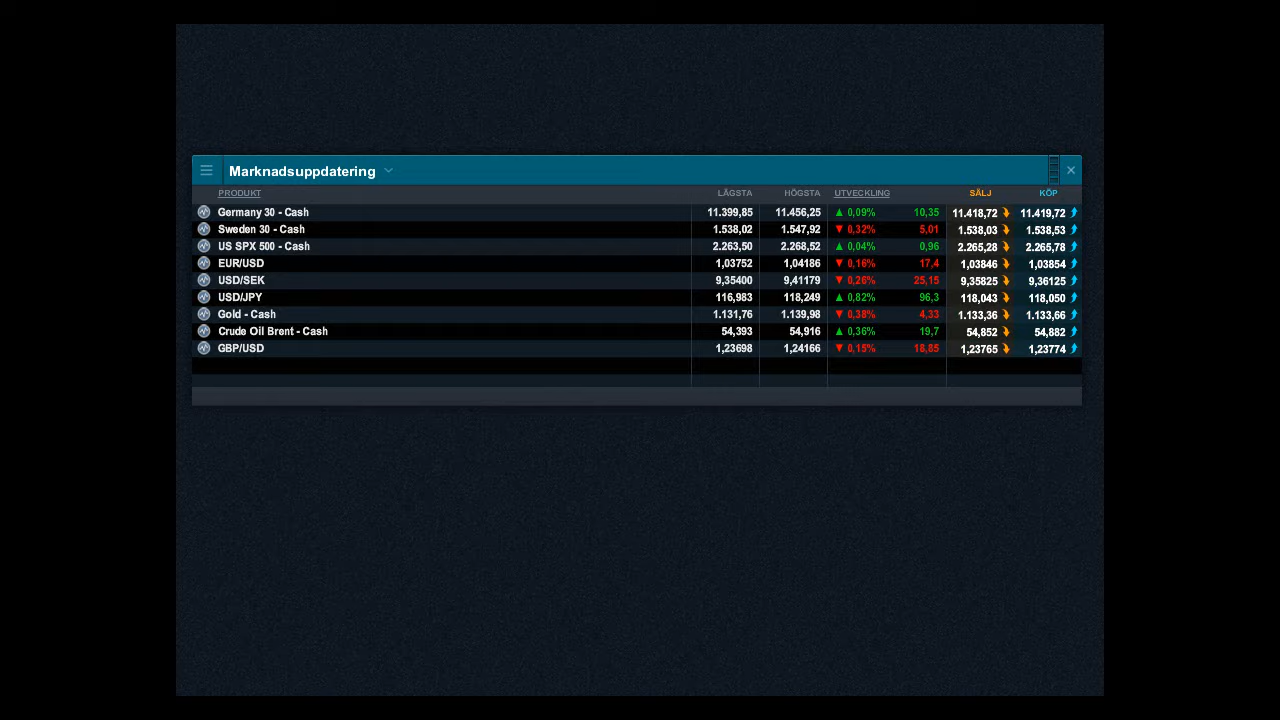 Marknadsuppdatering
PRODUKT LÄGSTA HÖGSTA UTVECKLING SÄLJ KÖP
Germany 30 - Cash 11.399,85 11.456,25 ▲ 0,09% 10,35 11.418,72 11.419,72
Sweden 30 - Cash 1.538,02 1.547,92 ▼ 0,32% 5,01 1.538,03 1.538,53
US SPX 500 - Cash 2.263,50 2.268,52 ▲ 0,04% 0,96 2.265,28 2.265,78
EUR/USD 1,03752 1,04186 ▼ 0,16% 17,4 1,03846 1,03854
USD/SEK 9,35400 9,41179 ▼ 0,26% 25,15 9,35825 9,36125
USD/JPY 116,983 118,249 ▲ 0,82% 96,3 118,043 118,050
Gold - Cash 1.131,76 1.139,98 ▼ 0,38% 4,33 1.133,36 1.133,66
Crude Oil Brent - Cash 54,393 54,916 ▲ 0,36% 19,7 54,852 54,882
GBP/USD 1,23698 1,24166 ▼ 0,15% 18,85 1,23765 1,23774